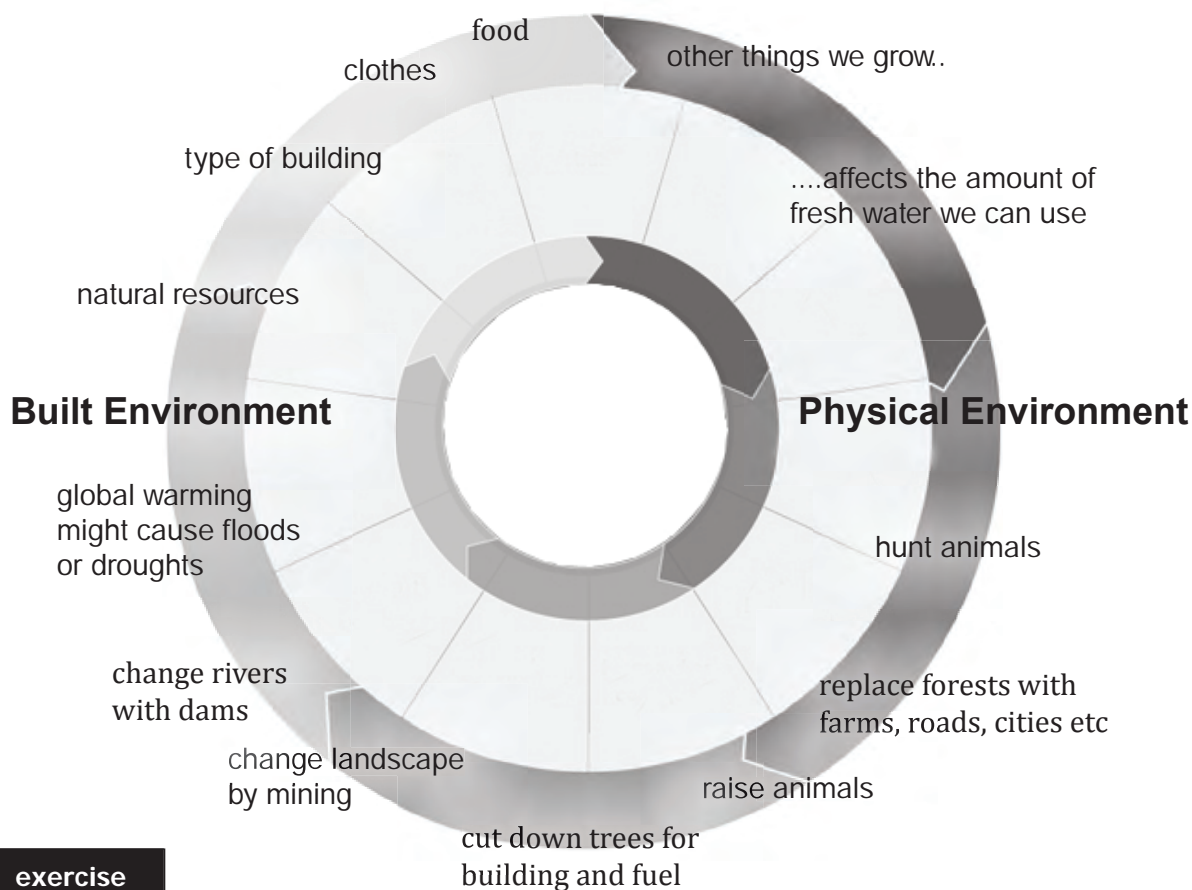 food
other things we grow..
clothes
type of building
....affects the amount of
fresh water we can use
natural resources
Built Environment
Physical Environment
global warming
might cause floods
or droughts
hunt animals
change rivers
with dams
replace forests with
farms, roads, cities etc
change landscape
by mining
raise animals
cut down trees for
building and fuel
exercise